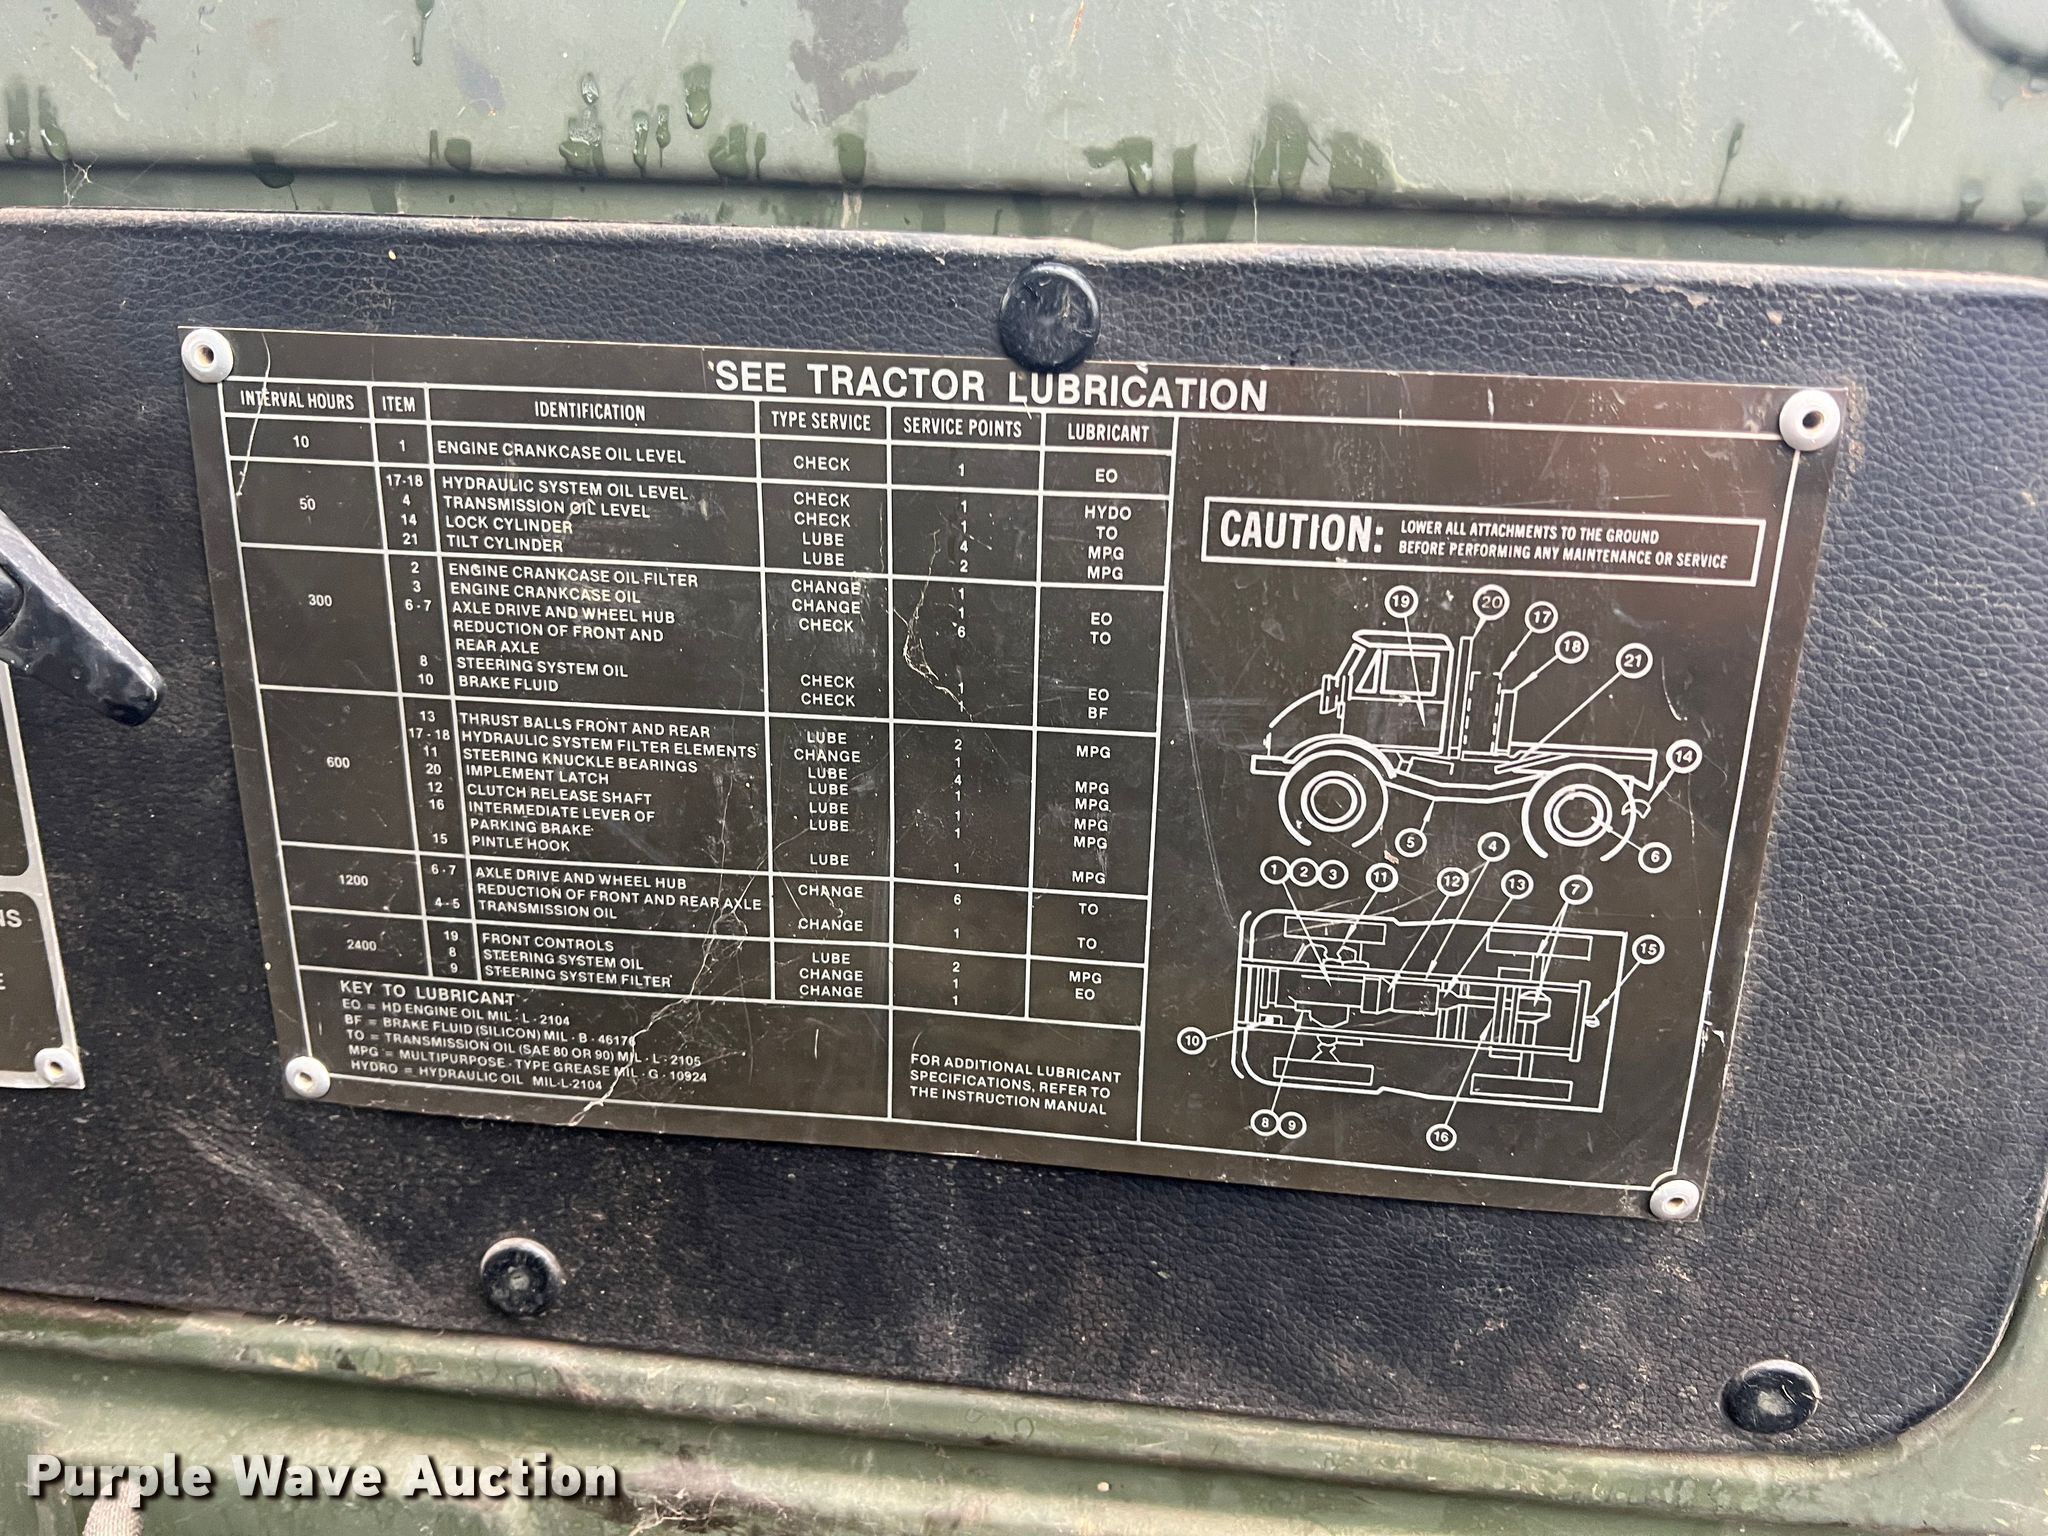 SEE TRACTOR LUBRICATION
INTERVAL HOURS ITEM IDENTIFICATION TYPE SERVICE SERVICE POINTS LUBRICANT
10 1 ENGINE CRANKCASE OIL LEVEL CHECK 1 EO
50 17-18 HYDRAULIC SYSTEM OIL LEVEL CHECK 1 HYDO
4 TRANSMISSION OIL LEVEL CHECK 1 TO
14 LOCK CYLINDER LUBE 4 MPG
21 TILT CYLINDER LUBE 2 MPG
300 2 ENGINE CRANKCASE OIL FILTER CHANGE 1
3 ENGINE CRANKCASE OIL CHANGE 1 EO
6-7 AXLE DRIVE AND WHEEL HUB CHECK 6 TO
REDUCTION OF FRONT AND
REAR AXLE
8 STEERING SYSTEM OIL CHECK 1 EO
10 BRAKE FLUID CHECK 1 BF
600 13 THRUST BALLS FRONT AND REAR LUBE 2 MPG
17-18 HYDRAULIC SYSTEM FILTER ELEMENTS CHANGE 1
11 STEERING KNUCKLE BEARINGS LUBE 4 MPG
20 IMPLEMENT LATCH LUBE 1 MPG
12 CLUTCH RELEASE SHAFT LUBE 1 MPG
16 INTERMEDIATE LEVER OF LUBE 1 MPG
PARKING BRAKE
15 PINTLE HOOK LUBE 1 MPG
1200 6-7 AXLE DRIVE AND WHEEL HUB CHANGE 6 TO
REDUCTION OF FRONT AND REAR AXLE
4-5 TRANSMISSION OIL CHANGE 1 TO
2400 19 FRONT CONTROLS LUBE 2 MPG
8 STEERING SYSTEM OIL CHANGE 1 EO
9 STEERING SYSTEM FILTER CHANGE 1
KEY TO LUBRICANT
EO = HD ENGINE OIL MIL-L-2104
BF = BRAKE FLUID (SILICON) MIL-B-46176
TO = TRANSMISSION OIL (SAE 80 OR 90) MIL-L-2105
MPG = MULTIPURPOSE-TYPE GREASE MIL-G-10924
HYDRO = HYDRAULIC OIL MIL-L-2104
FOR ADDITIONAL LUBRICANT
SPECIFICATIONS, REFER TO
THE INSTRUCTION MANUAL
CAUTION: LOWER ALL ATTACHMENTS TO THE GROUND
BEFORE PERFORMING ANY MAINTENANCE OR SERVICE
19 20 17
18
21
14
5 6
1 2 3 11 12 4 13 7
15
10
8 9 16
NS
E
Purple Wave Auction